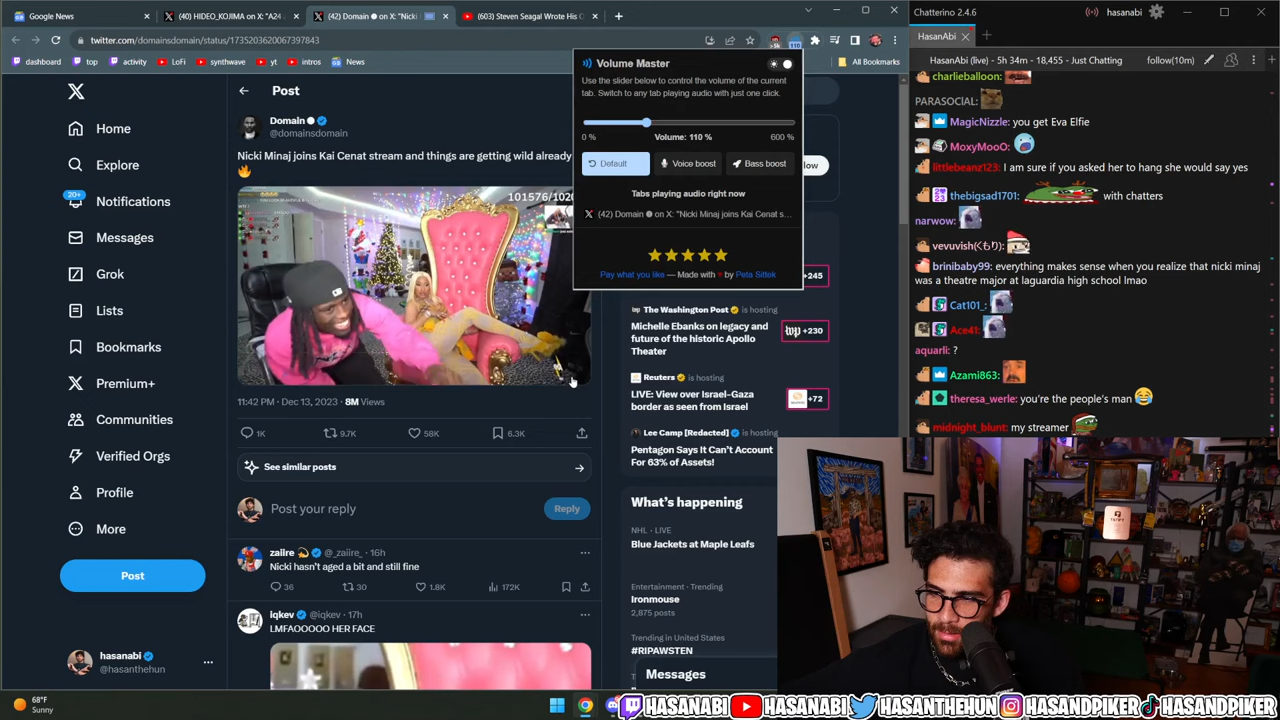 Google News
(40) HIDEO_KOJIMA on X: "A24 L
(42) Domain on X: "Nicki
(603) Steven Seagal Wrote His O
twitter.com/domainsdomain/status/1735203620067397843
dashboard
top
activity
LoFi
synthwave
yt
intros
News
All Bookmarks
Home
Explore
20+
Notifications
Messages
Grok
Lists
Bookmarks
Premium+
Communities
Verified Orgs
Profile
More
Post
hasanabi
@hasanthehun
Post
Domain
@domainsdomain
Nicki Minaj joins Kai Cenat stream and things are getting wild already
101576/1020
11:42 PM · Dec 13, 2023 · 8M Views
1K
9.7K
58K
6.3K
See similar posts
Post your reply
Reply
zaiire @_zaiire_ · 16h
Nicki hasn't aged a bit and still fine
36
30
1.8K
172K
iqkev @iqkev · 17h
LMFAOOOOO HER FACE
Volume Master
Use the slider below to control the volume of the current
tab. Switch to any tab playing audio with just one click.
0 %
Volume: 110 %
600 %
Default
Voice boost
Bass boost
Tabs playing audio right now
(42) Domain on X: "Nicki Minaj joins Kai Cenat s...
Pay what you like — Made with ♥ by Peta Sittek
low
+245
The Washington Post is hosting
Michelle Ebanks on legacy and
future of the historic Apollo
Theater
+230
Reuters is hosting
LIVE: View over Israel-Gaza
border as seen from Israel
+72
Lee Camp [Redacted] is hosting
Pentagon Says It Can't Account
For 63% of Assets!
What's happening
NHL · LIVE
Blue Jackets at Maple Leafs
Entertainment · Trending
Ironmouse
2,875 posts
Trending in United States
#RIPAWSTEN
Messages
Chatterino 2.4.6
hasanabi
HasanAbi
HasanAbi (live) - 5h 34m - 18,455 - Just Chatting
follow(10m)
charlieballoon:
PARASOCIAL
MagicNizzle: you get Eva Elfie
MoxyMooO:
littlebeanz123: I am sure if you asked her to hang she would say yes
thebigsad1701: with chatters
narwow:
vevuvish(くもり):
brinibaby99: everything makes sense when you realize that nicki minaj
was a theatre major at laguardia high school lmao
Cat101_:
Ace41:
aquarli: ?
Azami863:
theresa_werle: you're the people's man
midnight_blunt: my streamer
68°F
Sunny
HASANABI HASANABI HASANTHEHUN HASANDPIKER HASANDPIKER